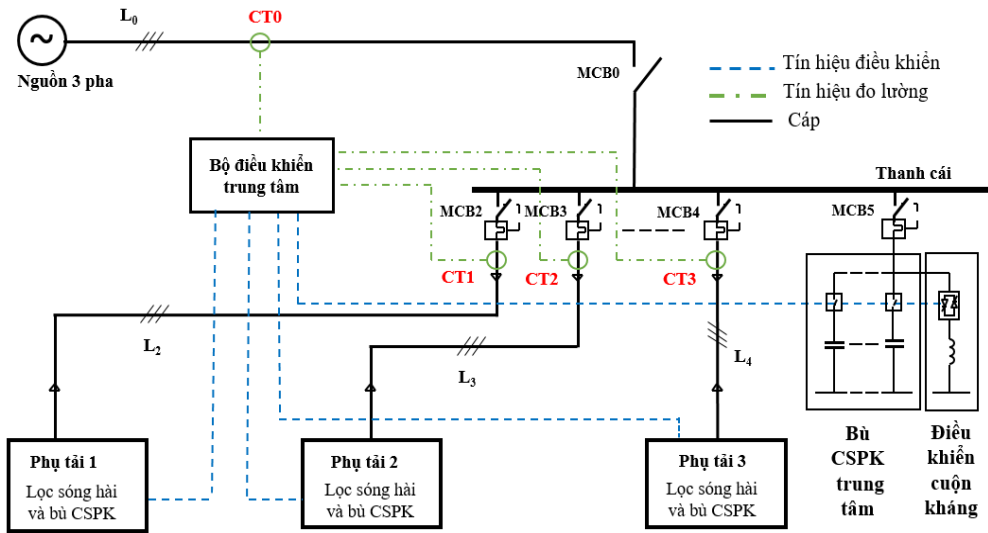 L0
CT0
~
Nguồn 3 pha
MCB0
Tín hiệu điều khiển
Tín hiệu đo lường
Cáp
Bộ điều khiển
trung tâm
Thanh cái
MCB2
MCB3
MCB4
MCB5
CT1
CT2
CT3
L2
L3
L4
Phụ tải 1
Lọc sóng hài
và bù CSPK
Phụ tải 2
Lọc sóng hài
và bù CSPK
Phụ tải 3
Lọc sóng hài
và bù CSPK
Bù
CSPK
trung
tâm
Điều
khiển
cuộn
kháng